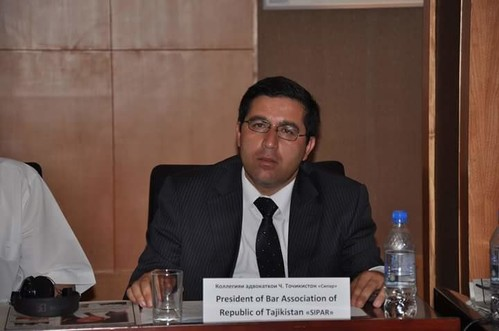 Коллегияи адвокатҳои Ҷ. Тоҷикистон «Сипар»
President of Bar Association of
Republic of Tajikistan «SIPAR»